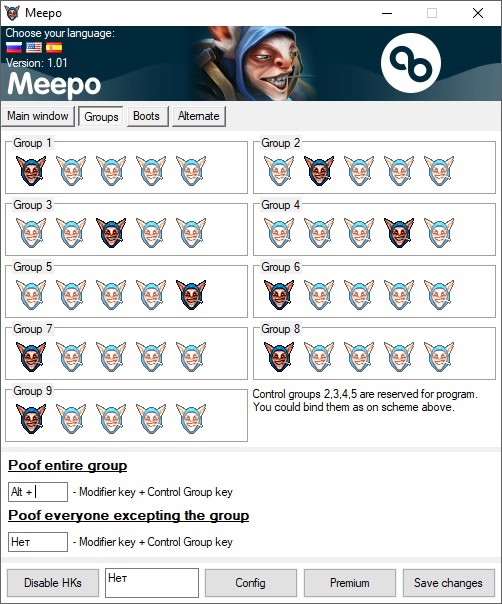 Meepo
Choose your language:
Version: 1.01
Meepo
Main window
Groups
Boots
Alternate
Group 1
Group 2
Group 3
Group 4
Group 5
Group 6
Group 7
Group 8
Group 9
Control groups 2,3,4,5 are reserved for program.
You could bind them as on scheme above.
Poof entire group
Alt +
- Modifier key + Control Group key
Poof everyone excepting the group
Нет
- Modifier key + Control Group key
Disable HKs
Нет
Config
Premium
Save changes